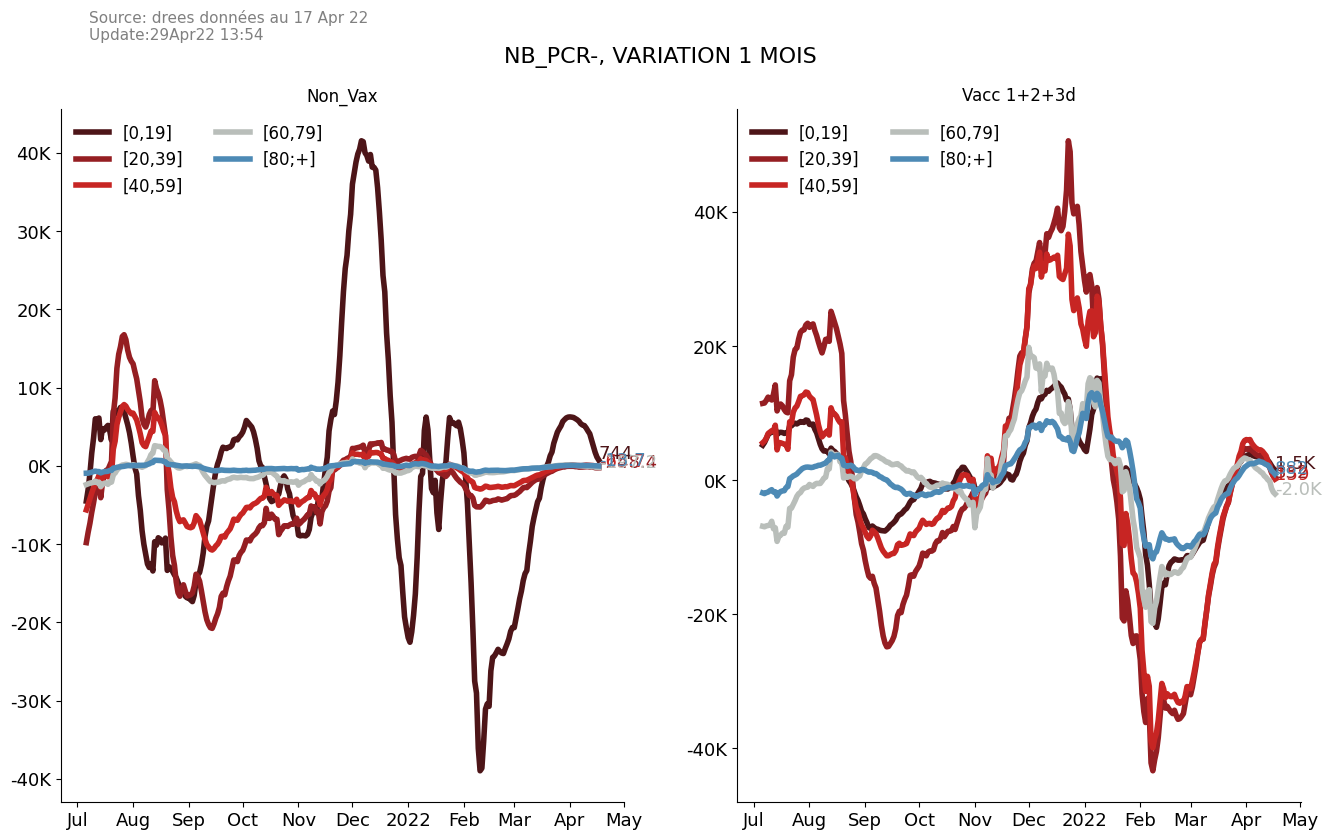 Source: drees données au 17 Apr 22
Update:29Apr22 13:54
NB_PCR-, VARIATION 1 MOIS
Non_Vax
[0,19]
[20,39]
[40,59]
[60,79]
[80;+]
40K
30K
20K
10K
0K
-10K
-20K
-30K
-40K
744
Jul Aug Sep Oct Nov Dec 2022 Feb Mar Apr May
Vacc 1+2+3d
[0,19]
[20,39]
[40,59]
[60,79]
[80;+]
40K
20K
0K
-20K
-40K
1.5K
-2.0K
Jul Aug Sep Oct Nov Dec 2022 Feb Mar Apr May